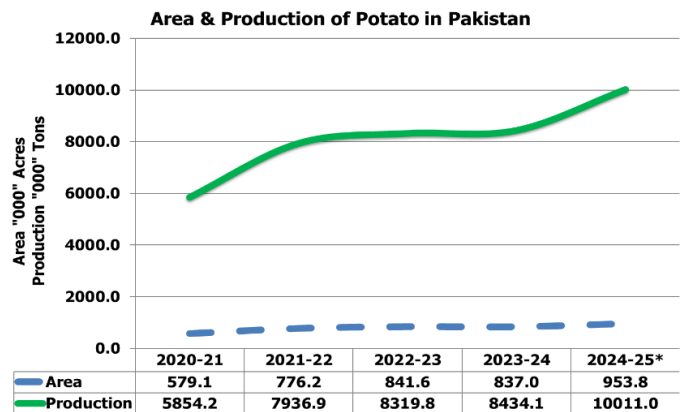 Area & Production of Potato in Pakistan
Area "000" Acres
Production "000" Tons
12000.0
10000.0
8000.0
6000.0
4000.0
2000.0
0.0
2020-21 2021-22 2022-23 2023-24 2024-25*
Area 579.1 776.2 841.6 837.0 953.8
Production 5854.2 7936.9 8319.8 8434.1 10011.0